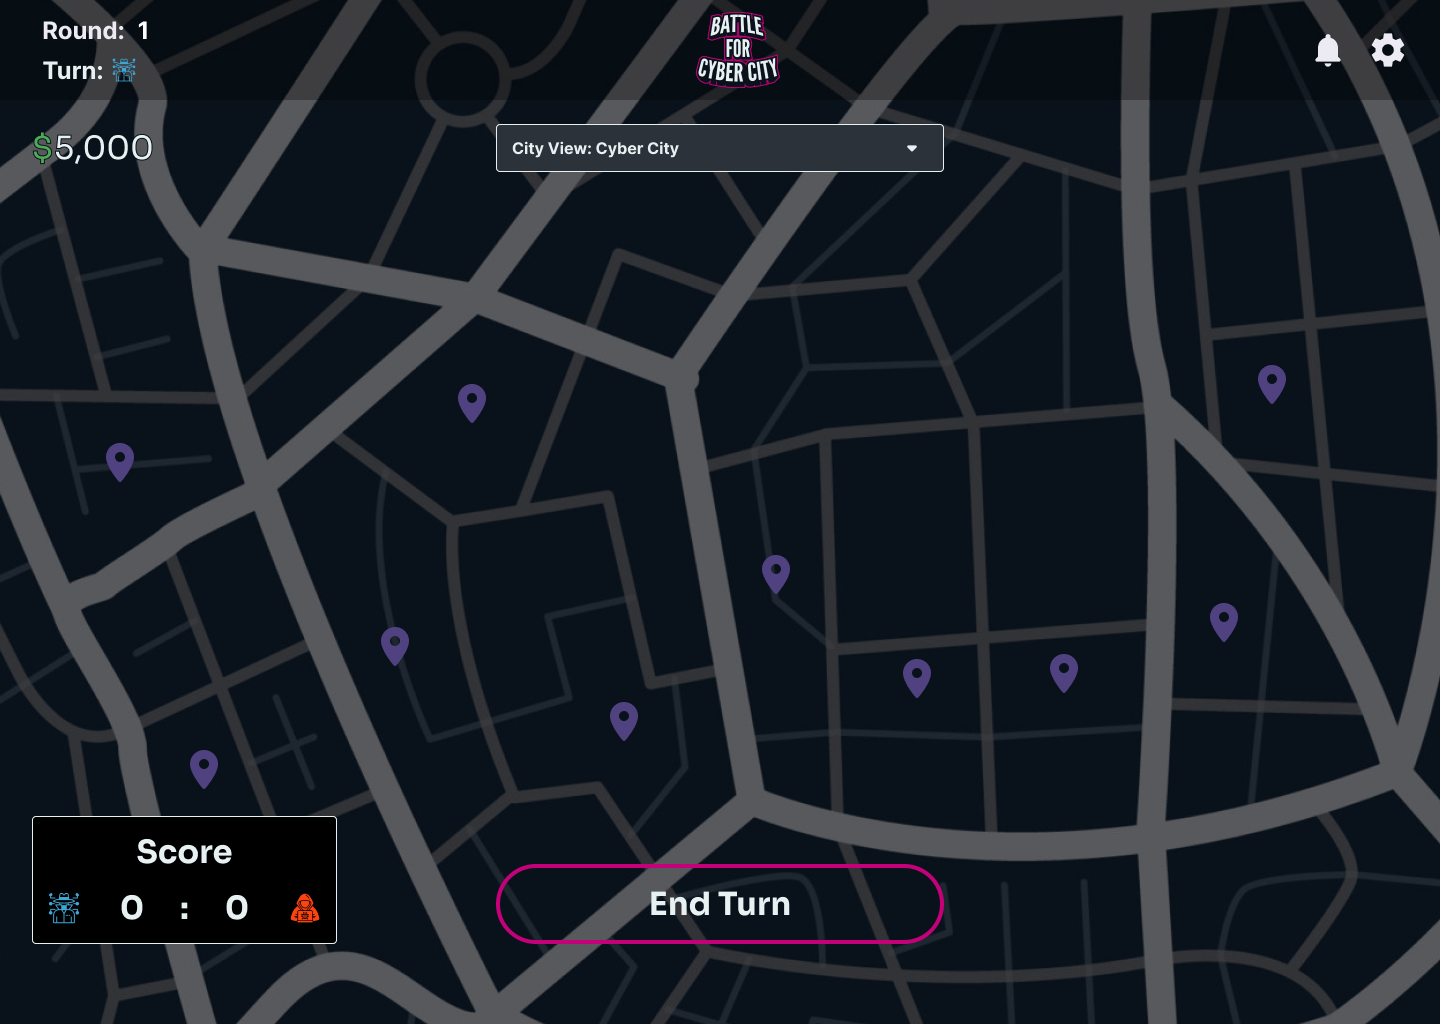 Round: 1
BATTLE
FOR
CYBER CITY
Turn:
$5,000
City View: Cyber City
Score
0 : 0
End Turn